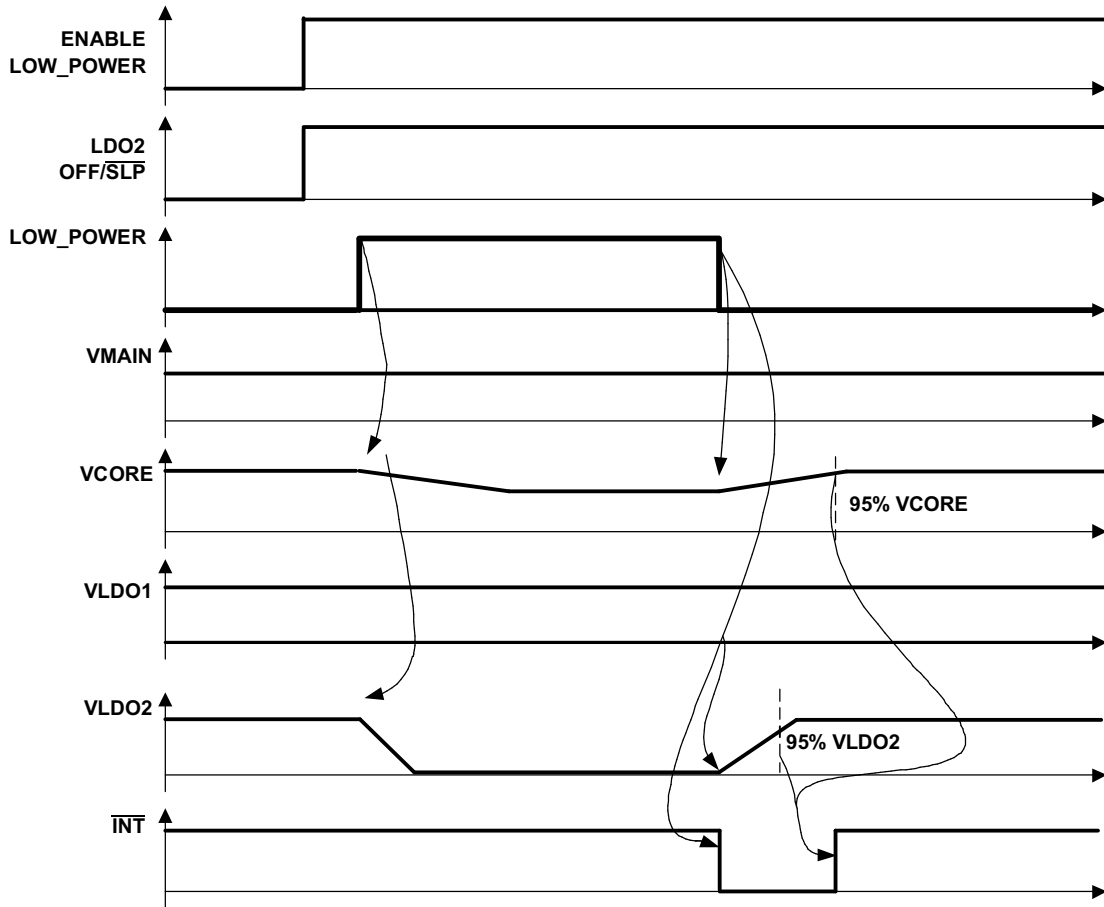 ENABLE
LOW_POWER
LDO2
OFF/SLP
LOW_POWER
VMAIN
VCORE
95% VCORE
VLDO1
VLDO2
95% VLDO2
INT